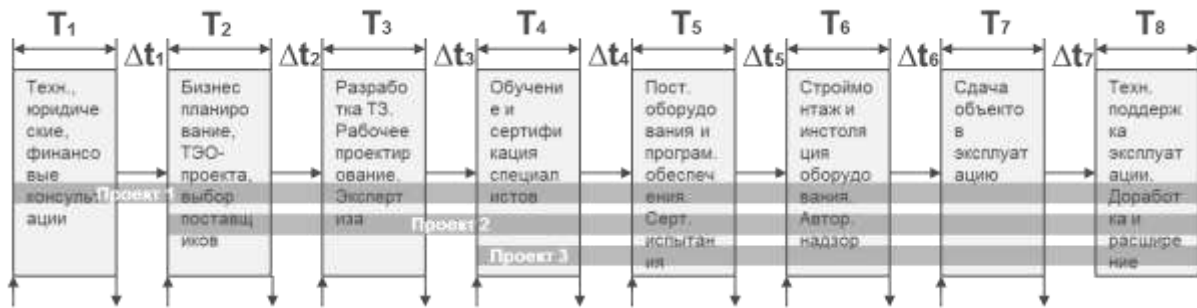 T1
T2
T3
T4
T5
T6
T7
T8
Δt1
Δt2
Δt3
Δt4
Δt5
Δt6
Δt7
Техн.,
юридиче
ские,
финансо
вые
консульт
ации
Бизнес
планиро
вание,
ТЭО-
проекта,
выбор
поставщ
иков
Разрабо
тка ТЗ.
Рабочее
проектир
ование.
Эксперт
иза
Обучени
е и
сертифи
кация
специал
истов
Пост.
оборудо
вания и
програм.
обеспеч
ения.
Серт.
испытан
ия
Строймо
нтаж и
инстоля
ция
оборудо
вания.
Автор.
надзор
Сдача
объекто
в
эксплуат
ацию
Техн.
поддерж
ка
эксплуат
ации.
Доработ
ка и
расшире
ние
Проект 1
Проект 2
Проект 3